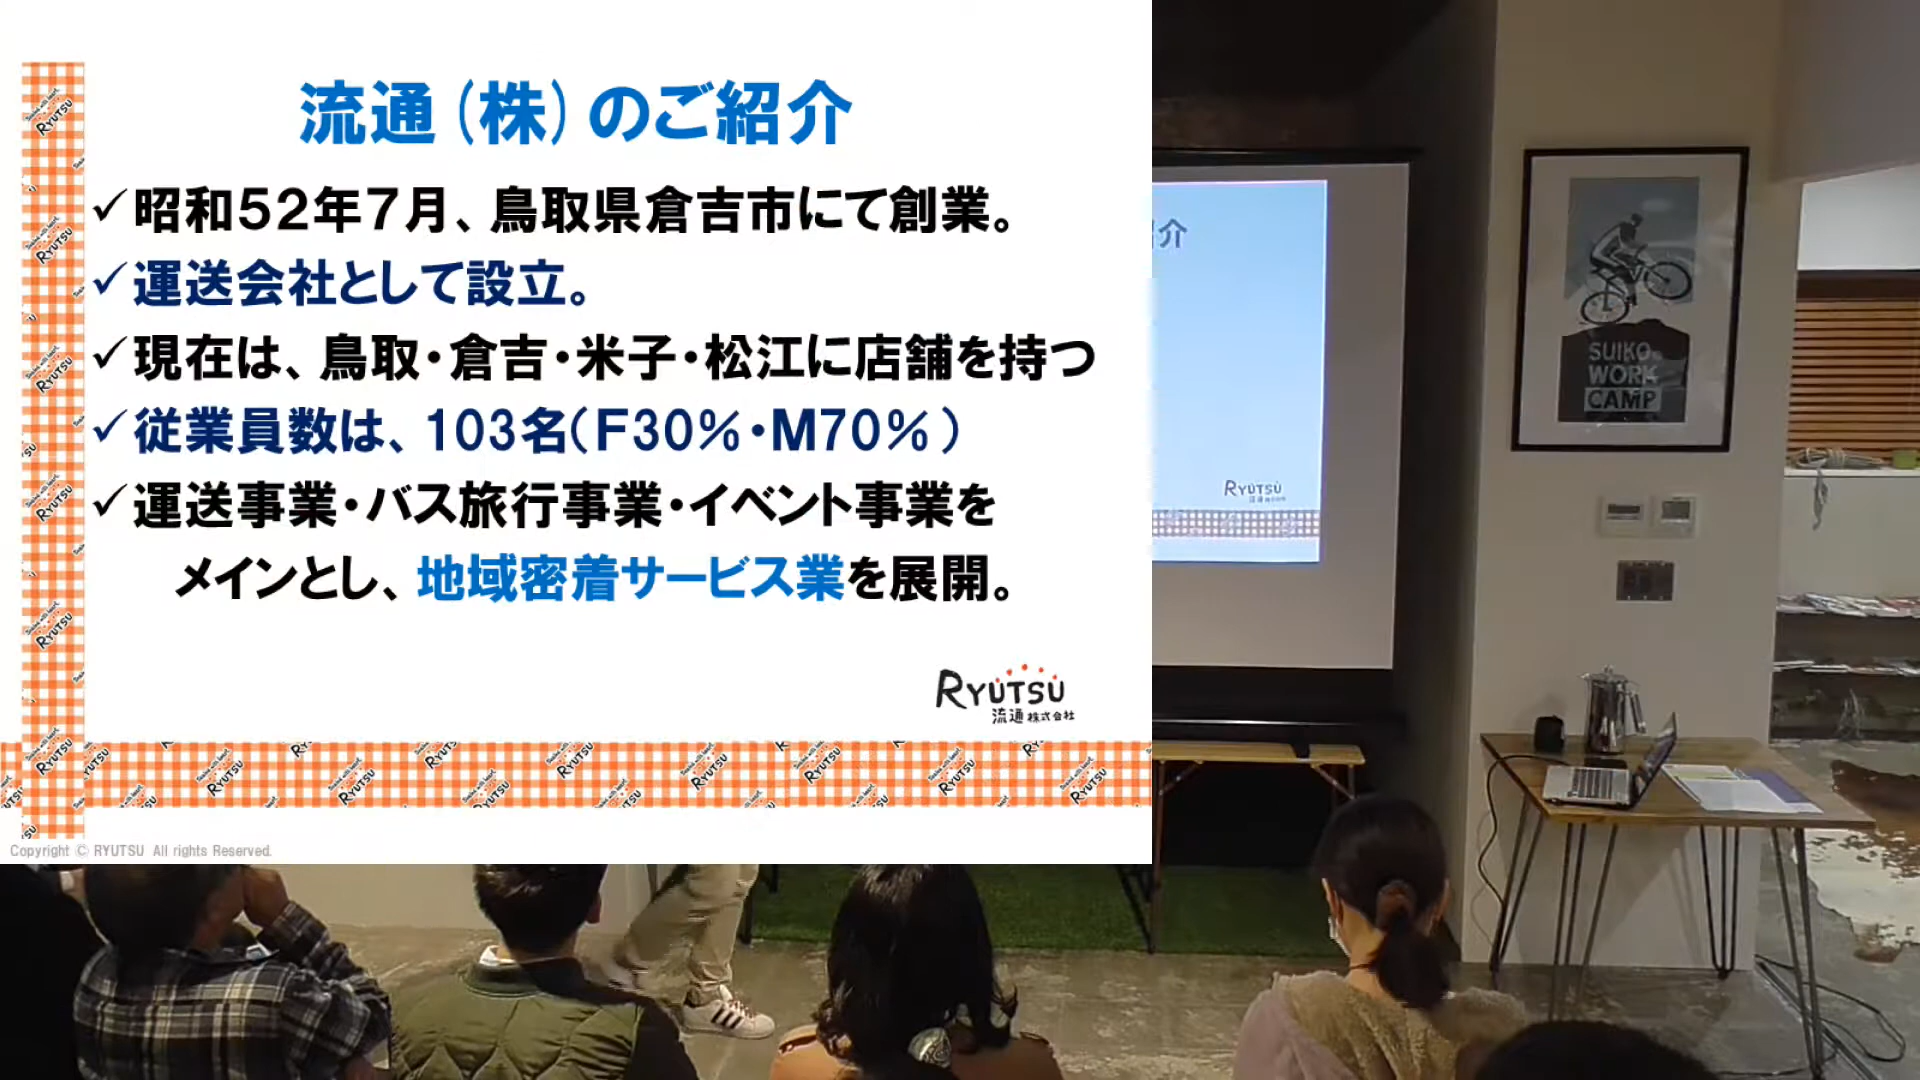 流通(株)のご紹介
✓昭和52年7月、鳥取県倉吉市にて創業。
✓運送会社として設立。
✓現在は、鳥取・倉吉・米子・松江に店舗を持つ
✓従業員数は、103名(F30%・M70%)
✓運送事業・バス旅行事業・イベント事業を
メインとし、地域密着サービス業を展開。
RYUTSU
流通株式会社
Copyright © RYUTSU All rights Reserved.
介
RYUTSU
SUIKO
WORK
CAMP